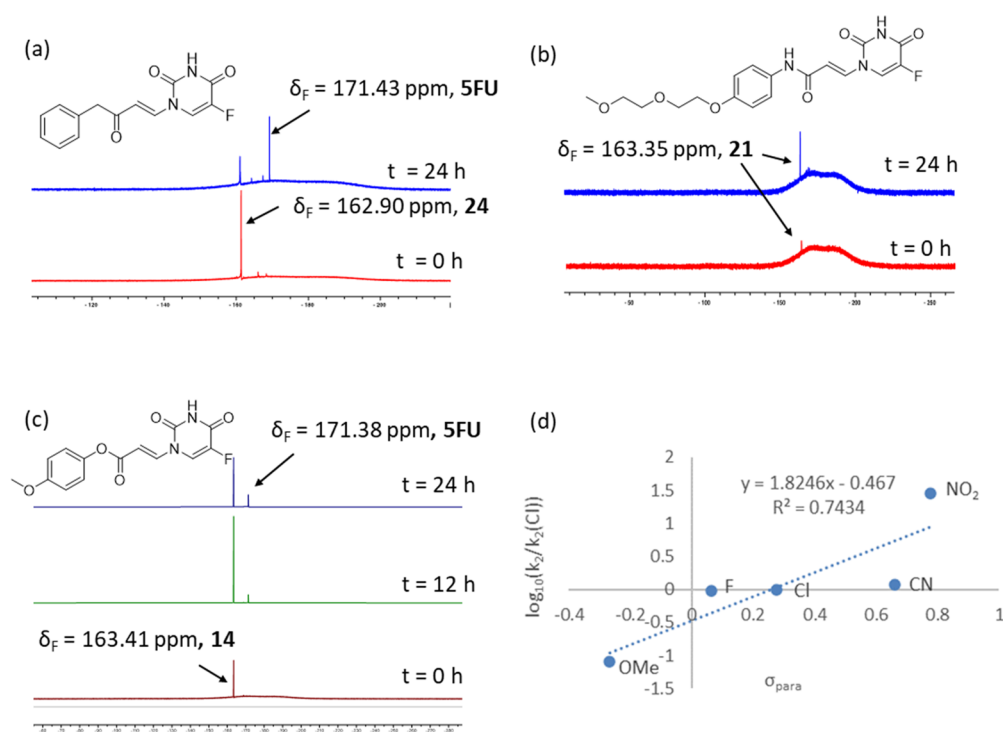 (a)
O
NH
O
N
F
O
δF = 171.43 ppm, 5FU
t = 24 h
δF = 162.90 ppm, 24
t = 0 h
-120
-140
-160
-180
-200
(b)
O
NH
O
H
N
N
F
O
O
O
O
δF = 163.35 ppm, 21
t = 24 h
t = 0 h
-50
-100
-150
-200
-250
(c)
O
NH
O
N
F
O
O
O
δF = 171.38 ppm, 5FU
t = 24 h
t = 12 h
δF = 163.41 ppm, 14
t = 0 h
(d)
log10(k2/k2(Cl))
2
1.5
1
0.5
0
-0.5
-1
-1.5
-0.4
-0.2
0
0.2
0.4
0.6
0.8
1
y = 1.8246x - 0.467
R² = 0.7434
NO2
F
Cl
CN
OMe
σpara